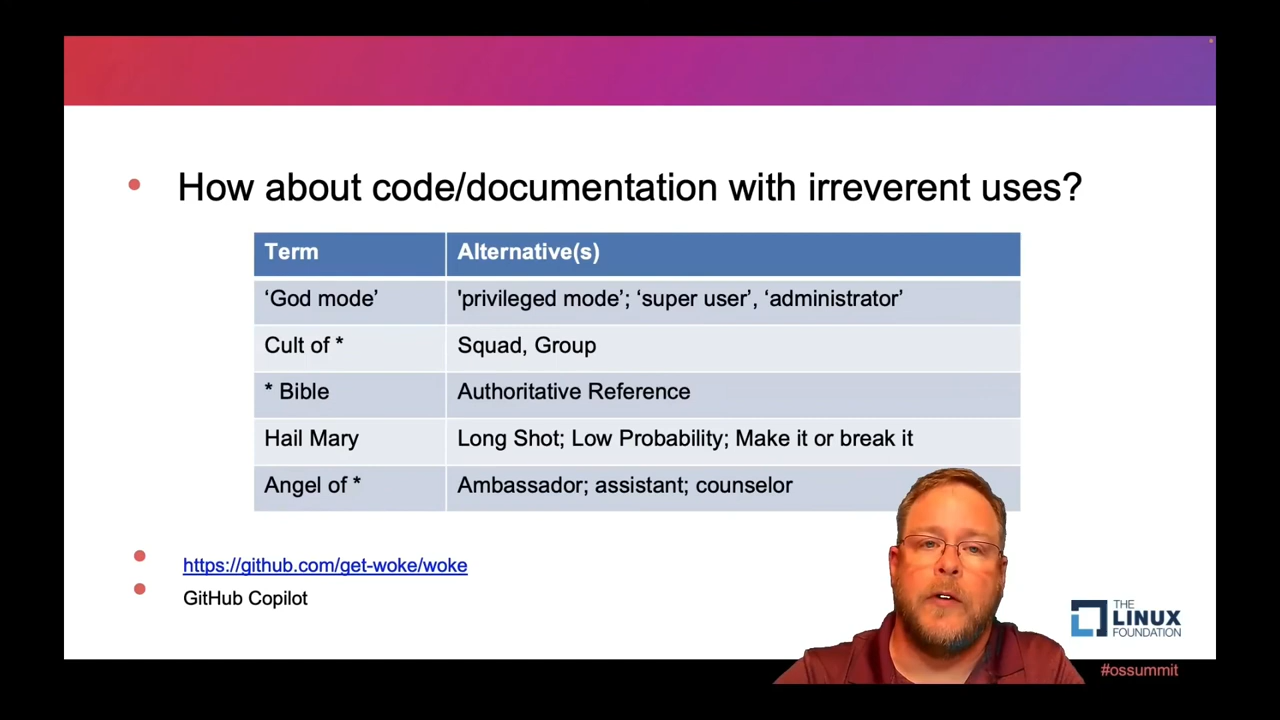 How about code/documentation with irreverent uses?
Term Alternative(s)
‘God mode’ 'privileged mode’; ‘super user’, ‘administrator’
Cult of * Squad, Group
* Bible Authoritative Reference
Hail Mary Long Shot; Low Probability; Make it or break it
Angel of * Ambassador; assistant; counselor
https://github.com/get-woke/woke
GitHub Copilot
THE
LINUX
FOUNDATION
#ossummit